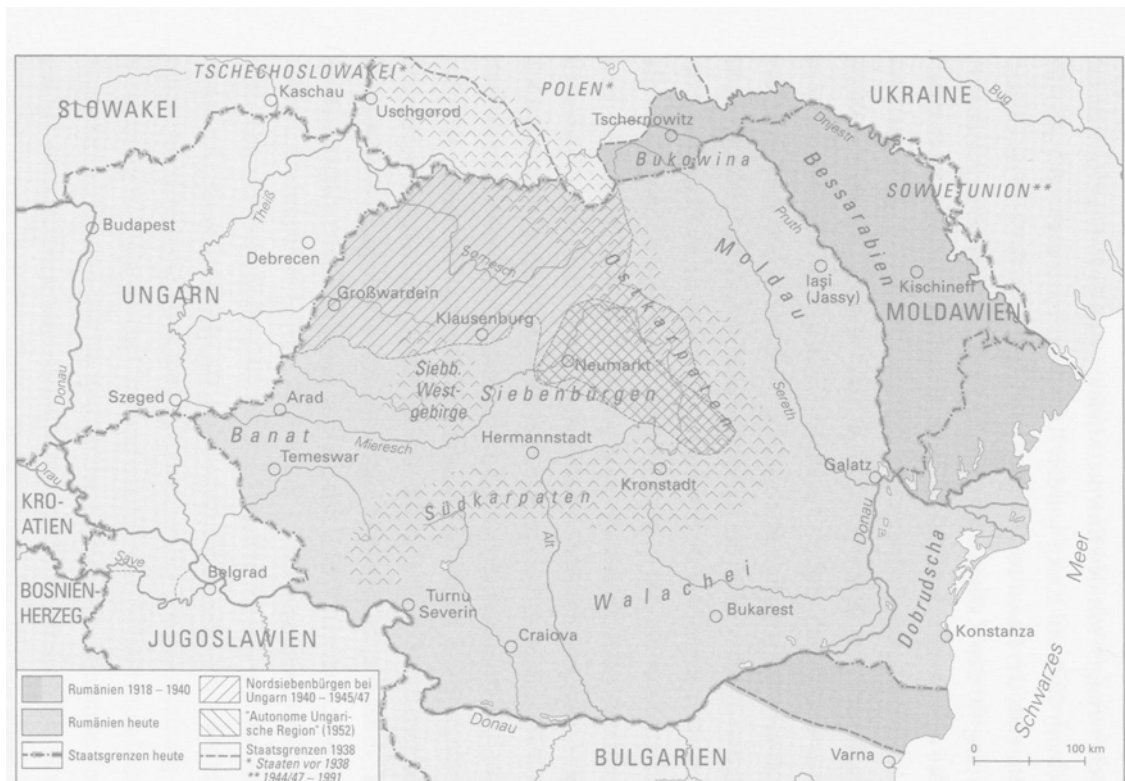 TSCHECHOSLOWAKEI*
SLOWAKEI
Kaschau
Uschgorod
POLEN*
UKRAINE
Bug
Tschernowitz
Dnjestr
Bukowina
Bessarabien
SOWJETUNION**
Theiß
Budapest
Debrecen
Somesch
Ostkarpaten
Moldau
Pruth
Iaşi
(Jassy)
Kischineff
UNGARN
Großwardein
Klausenburg
MOLDAWIEN
Neumarkt
Siebb.
West-
gebirge
Siebenbürgen
Donau
Szeged
Arad
Sereth
Banat
Mieresch
Hermannstadt
Temeswar
Kronstadt
Galatz
Drau
KRO-
ATIEN
Südkarpaten
Alt
Donau
Save
Belgrad
BOSNIEN-
HERZEG.
Turnu
Severin
Walachei
Bukarest
Dobrudscha
Meer
Schwarzes
JUGOSLAWIEN
Craiova
Konstanza
Donau
BULGARIEN
Varna
0 100 km
Rumänien 1918 – 1940
Rumänien heute
Staatsgrenzen heute
Nordsiebenbürgen bei
Ungarn 1940 – 1945/47
"Autonome Ungari-
sche Region" (1952)
Staatsgrenzen 1938
* Staaten vor 1938
** 1944/47 – 1991